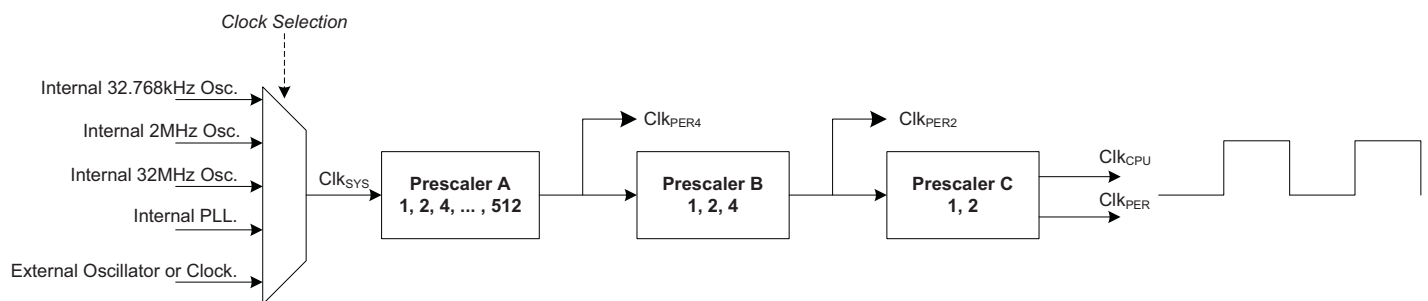 Clock Selection
Internal 32.768kHz Osc.
Internal 2MHz Osc.
Internal 32MHz Osc.
Internal PLL.
External Oscillator or Clock.
ClkSYS
Prescaler A
1, 2, 4, ... , 512
ClkPER4
Prescaler B
1, 2, 4
ClkPER2
Prescaler C
1, 2
ClkCPU
ClkPER